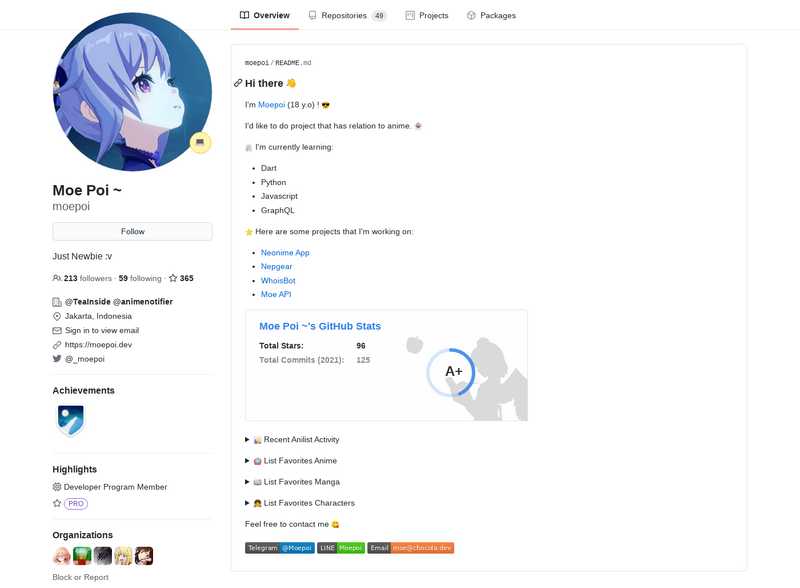 Overview
Repositories 49
Projects
Packages
Moe Poi ~
moepoi
Follow
Just Newbie :v
213 followers · 59 following · 365
@TeaInside @animenotifier
Jakarta, Indonesia
Sign in to view email
https://moepoi.dev
@_moepoi
Achievements
Highlights
Developer Program Member
PRO
Organizations
Block or Report
moepoi/README.md
Hi there 👋
I'm Moepoi (18 y.o) ! 😎
I'd like to do project that has relation to anime.
I'm currently learning:
Dart
Python
Javascript
GraphQL
⭐ Here are some projects that I'm working on:
Neonime App
Nepgear
WhoisBot
Moe API
Moe Poi ~'s GitHub Stats
Total Stars: 96
Total Commits (2021): 125
A+
Recent Anilist Activity
List Favorites Anime
List Favorites Manga
List Favorites Characters
Feel free to contact me 😋
Telegram @Moepoi LINE Moepoi Email moe@chocola.dev